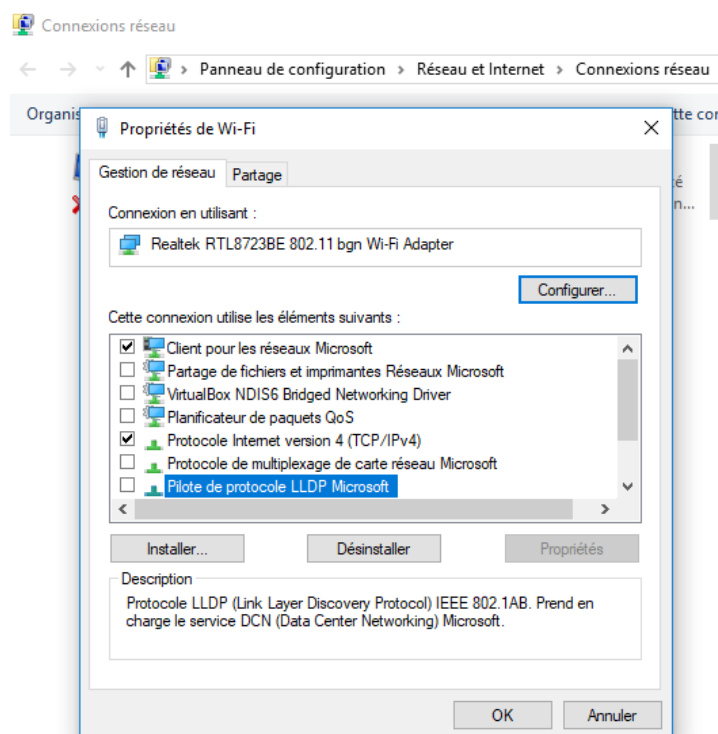 Connexions réseau
Panneau de configuration > Réseau et Internet > Connexions réseau
Organis
tte cor
Propriétés de Wi-Fi
é
n...
Gestion de réseau Partage
Connexion en utilisant :
Realtek RTL8723BE 802.11 bgn Wi-Fi Adapter
Configurer...
Cette connexion utilise les éléments suivants :
Client pour les réseaux Microsoft
Partage de fichiers et imprimantes Réseaux Microsoft
VirtualBox NDIS6 Bridged Networking Driver
Planificateur de paquets QoS
Protocole Internet version 4 (TCP/IPv4)
Protocole de multiplexage de carte réseau Microsoft
Pilote de protocole LLDP Microsoft
Installer... Désinstaller Propriétés
Description
Protocole LLDP (Link Layer Discovery Protocol) IEEE 802.1AB. Prend en
charge le service DCN (Data Center Networking) Microsoft.
OK Annuler